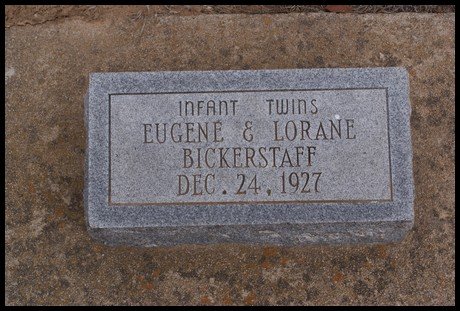 INFANT TWINS
EUGENE & LORANE
BICKERSTAFF
DEC. 24, 1927